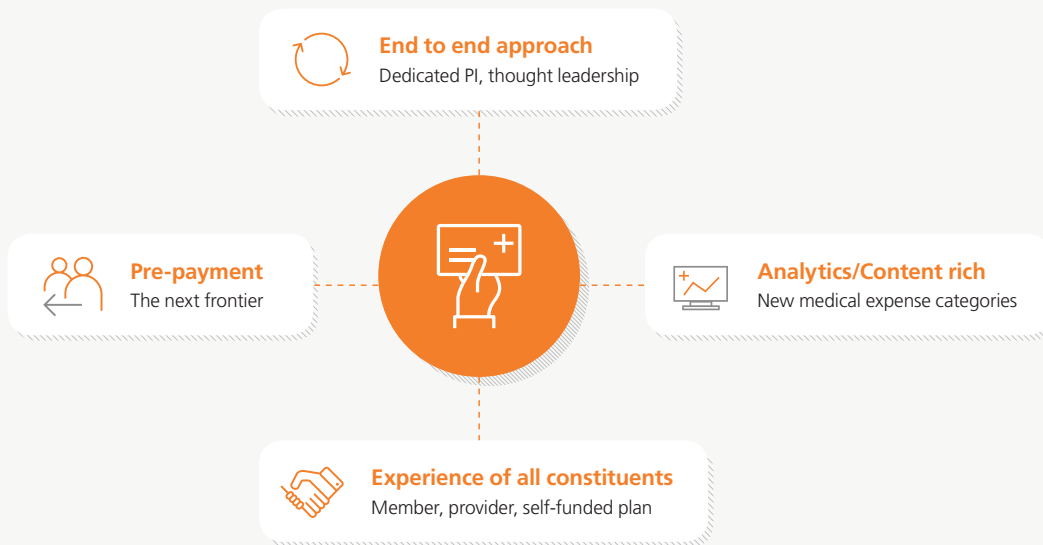 End to end approach
Dedicated PI, thought leadership
Pre-payment
The next frontier
Analytics/Content rich
New medical expense categories
Experience of all constituents
Member, provider, self-funded plan